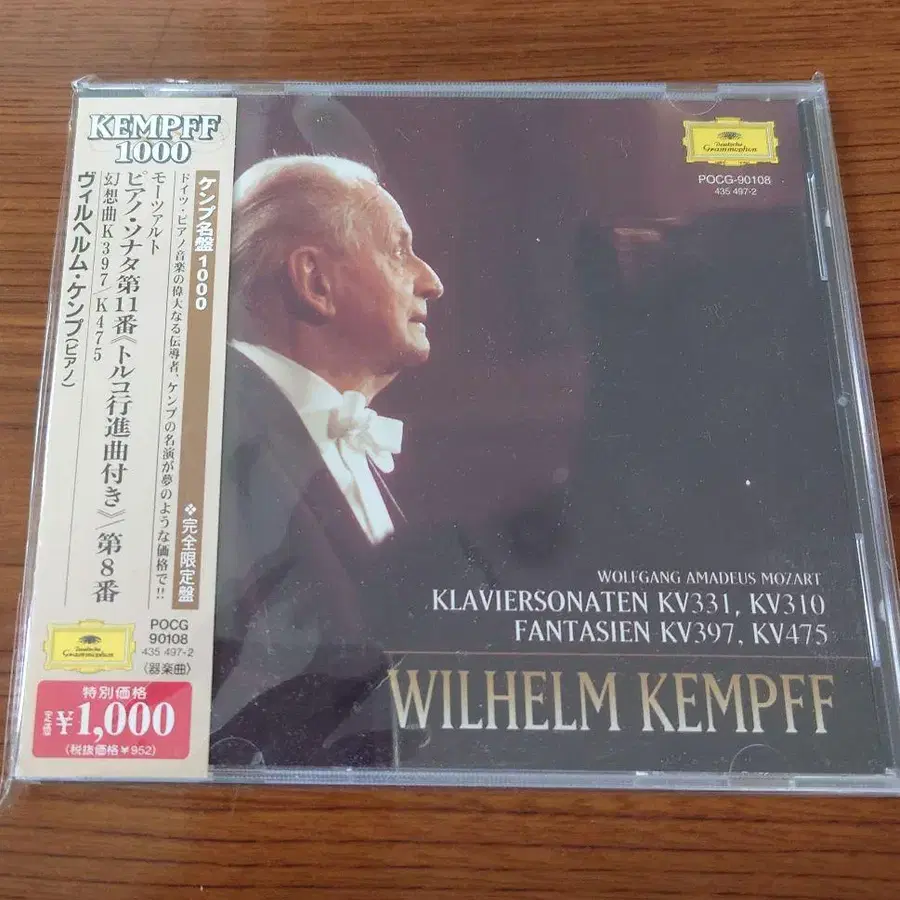 KEMPFF
1000
ケンプ名盤1000
❖完全限定盤
ドイツ・ピアノ音楽の偉大なる伝導者、ケンプの名演が夢のような価格で!!
モーツァルト
ピアノ・ソナタ第11番《トルコ行進曲付き》/第8番
幻想曲K397/K475
ヴィルヘルム・ケンプ(ピアノ)
Deutsche
Grammophon
POCG
90108
435 497-2
〈器楽曲〉
特別価格
定価¥1,000
(税抜価格¥952)
Deutsche
Grammophon
POCG-90108
435 497-2
WOLFGANG AMADEUS MOZART
KLAVIERSONATEN KV331, KV310
FANTASIEN KV397, KV475
WILHELM KEMPFF